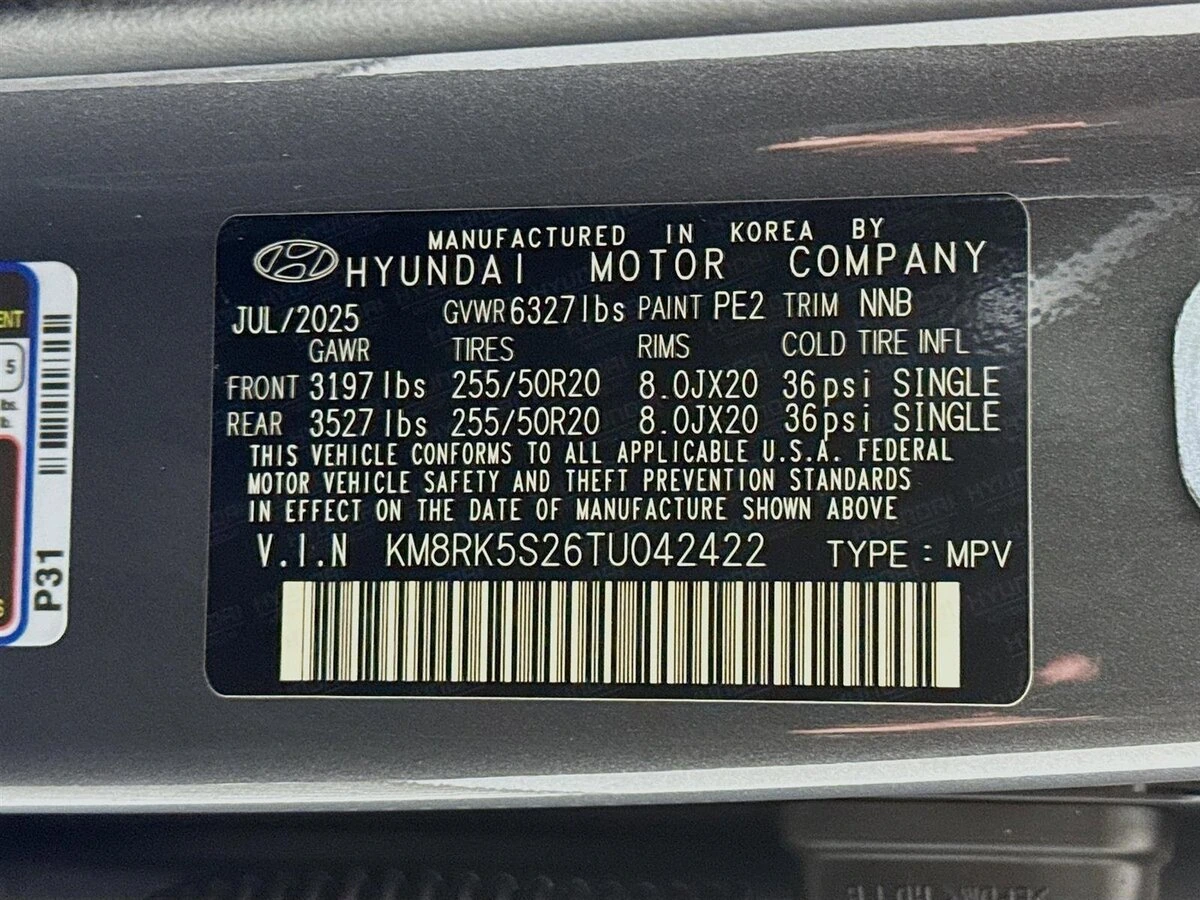 MANUFACTURED IN KOREA BY
HYUNDAI MOTOR COMPANY
JUL/2025 GVWR 6327lbs PAINT PE2 TRIM NNB
GAWR TIRES RIMS COLD TIRE INFL
FRONT 3197lbs 255/50R20 8.0JX20 36psi SINGLE
REAR 3527lbs 255/50R20 8.0JX20 36psi SINGLE
THIS VEHICLE CONFORMS TO ALL APPLICABLE U.S.A. FEDERAL
MOTOR VEHICLE SAFETY AND THEFT PREVENTION STANDARDS
IN EFFECT ON THE DATE OF MANUFACTURE SHOWN ABOVE
V.I.N KM8RK5S26TU042422 TYPE : MPV
5
P31